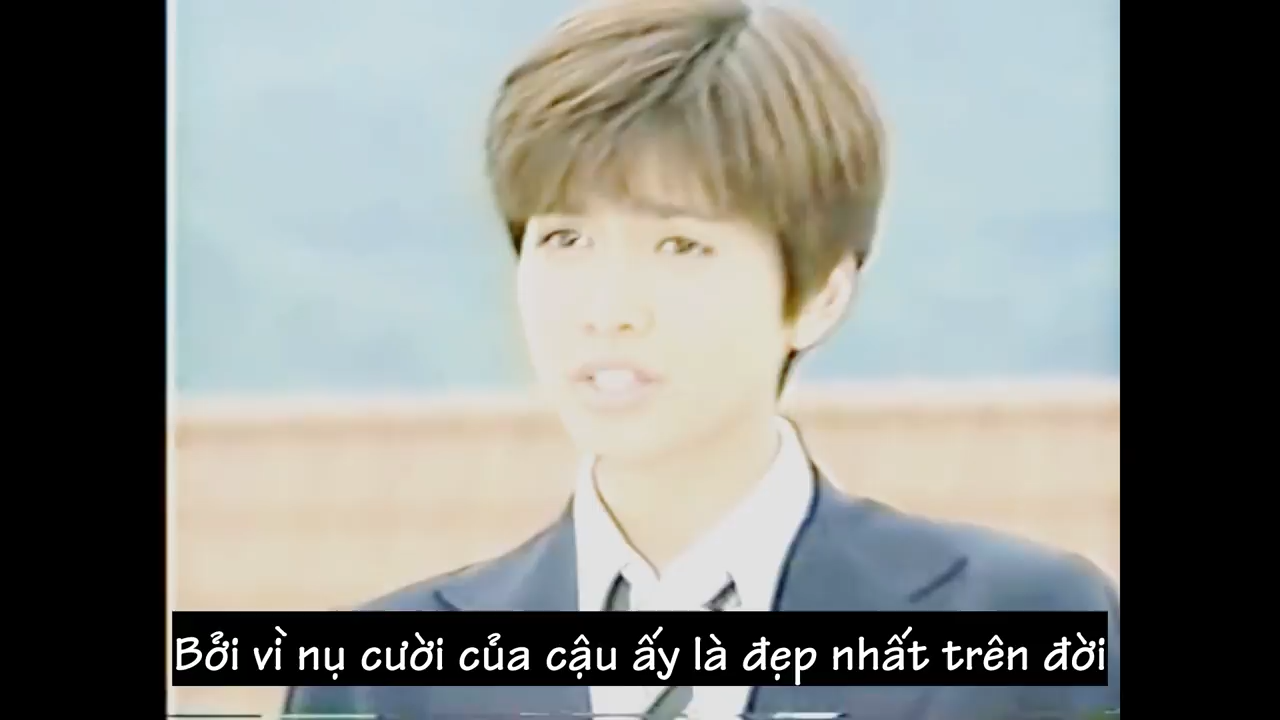 Bởi vì nụ cười của cậu ấy là đẹp nhất trên đời